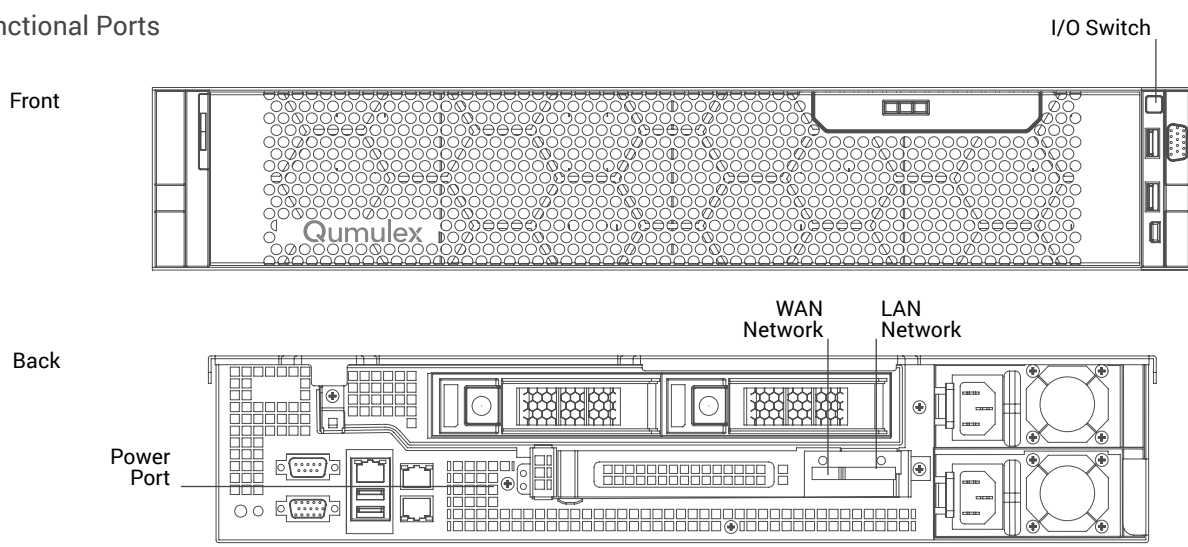 nctional Ports
I/O Switch
Front
Qumulex
WAN
Network
LAN
Network
Back
Power
Port